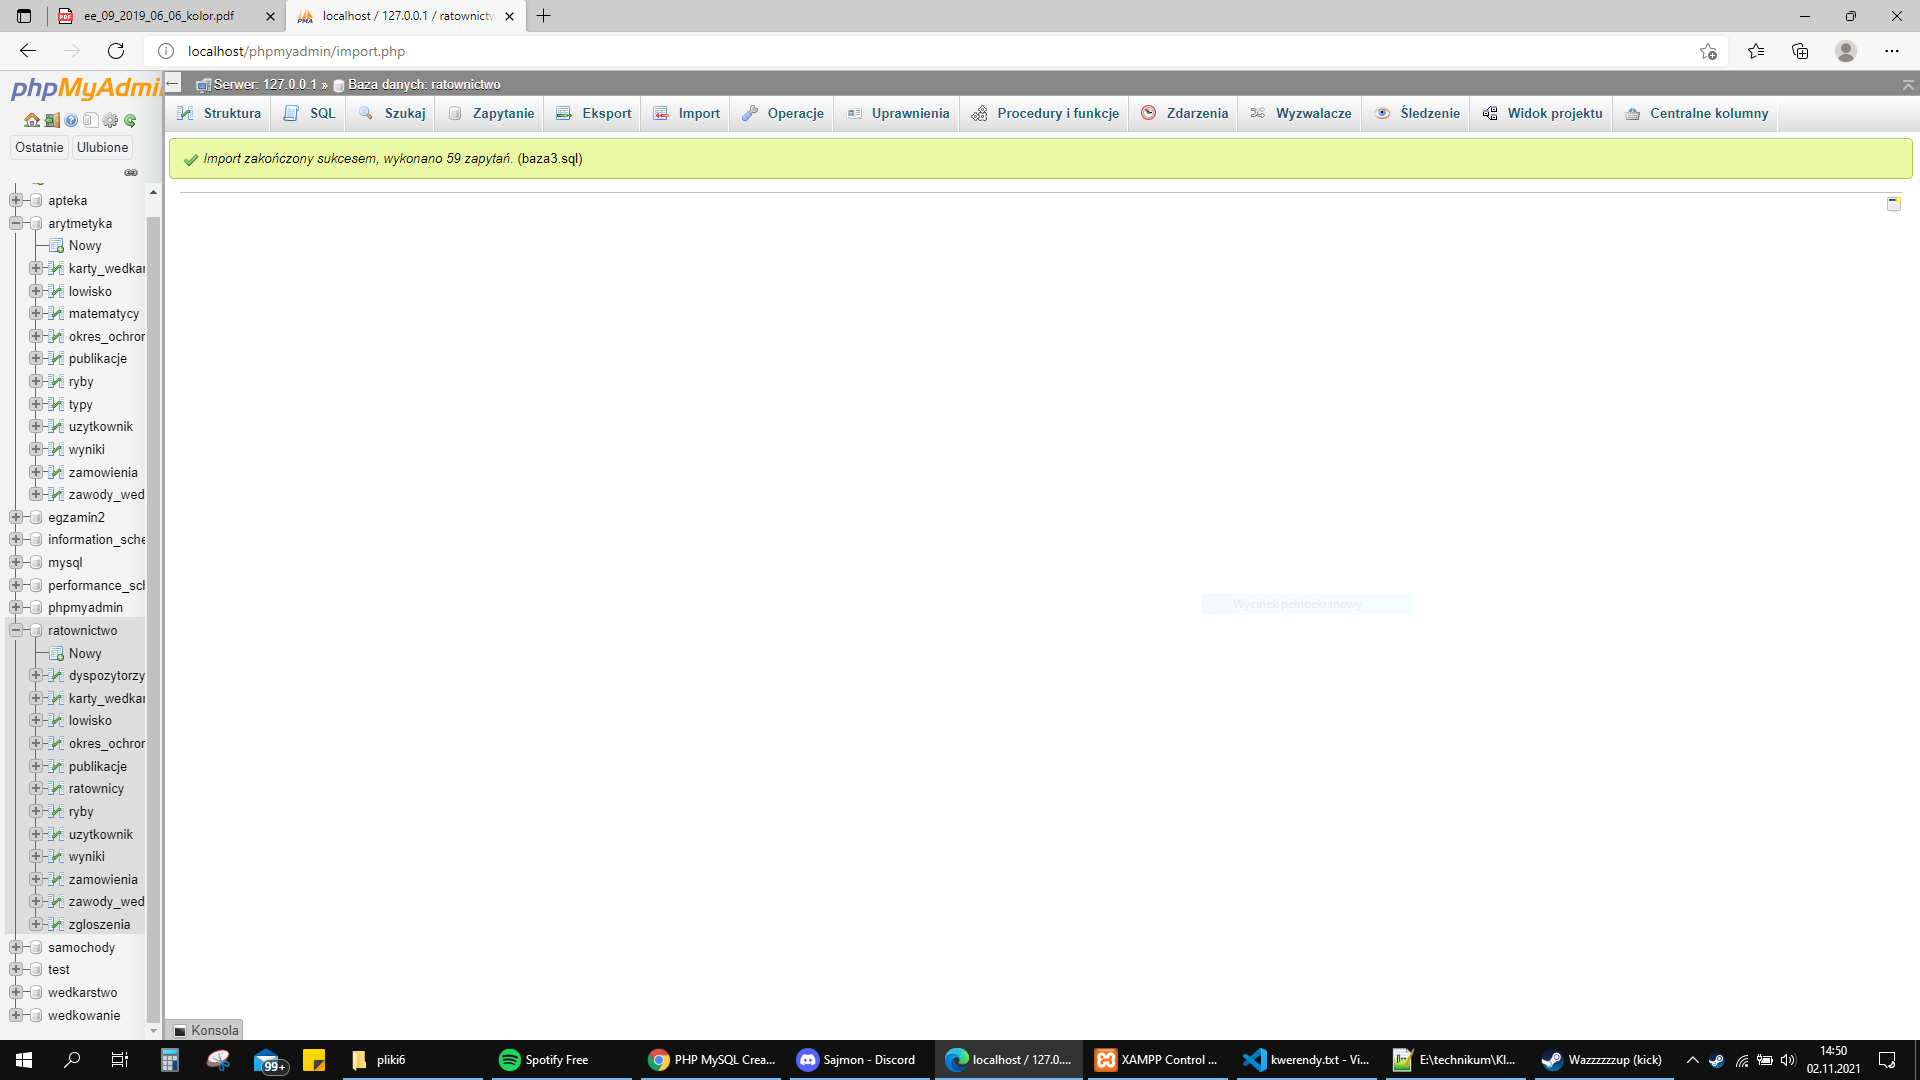 ee_09_2019_06_06_kolor.pdf
localhost / 127.0.0.1 / ratownictw
localhost/phpmyadmin/import.php
phpMyAdmi
Serwer: 127.0.0.1 » Baza danych: ratownictwo
Struktura SQL Szukaj Zapytanie Eksport Import Operacje Uprawnienia Procedury i funkcje Zdarzenia Wyzwalacze Śledzenie Widok projektu Centralne kolumny
Ostatnie Ulubione
Import zakończony sukcesem, wykonano 59 zapytań. (baza3.sql)
apteka
arytmetyka
Nowy
karty_wedkar
lowisko
matematycy
okres_ochror
publikacje
ryby
typy
uzytkownik
wyniki
zamowienia
zawody_wed
egzamin2
information_sche
mysql
performance_sch
phpmyadmin
ratownictwo
Nowy
dyspozytorzy
karty_wedkar
lowisko
okres_ochror
publikacje
ratownicy
ryby
uzytkownik
wyniki
zamowienia
zawody_wed
zgloszenia
samochody
test
wedkarstwo
wedkowanie
Wycinek pełnoekranowy
Konsola
99+ pliki6 Spotify Free PHP MySQL Crea... Sajmon - Discord localhost / 127.0.... XAMPP Control ... kwerendy.txt - Vi... E:\technikum\Kl... Wazzzzzzup (kick)
14:50
02.11.2021